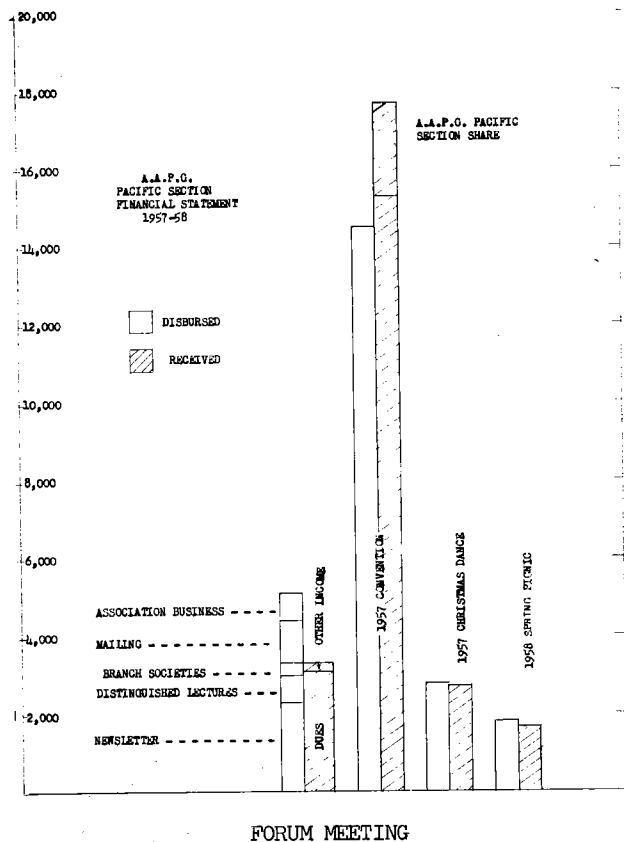 20,000
18,000
16,000
14,000
12,000
10,000
8,000
6,000
4,000
2,000
A.A.P.G.
PACIFIC SECTION
FINANCIAL STATEMENT
1957-58
A.A.P.G. PACIFIC
SECTION SHARE
DISBURSED
RECEIVED
ASSOCIATION BUSINESS
MAILING
BRANCH SOCIETIES
DISTINGUISHED LECTURES
NEWSLETTER
OTHER INCOME
DUES
1957 CONVENTION
1957 CHRISTMAS DANCE
1958 SPRING PICNIC
FORUM MEETING